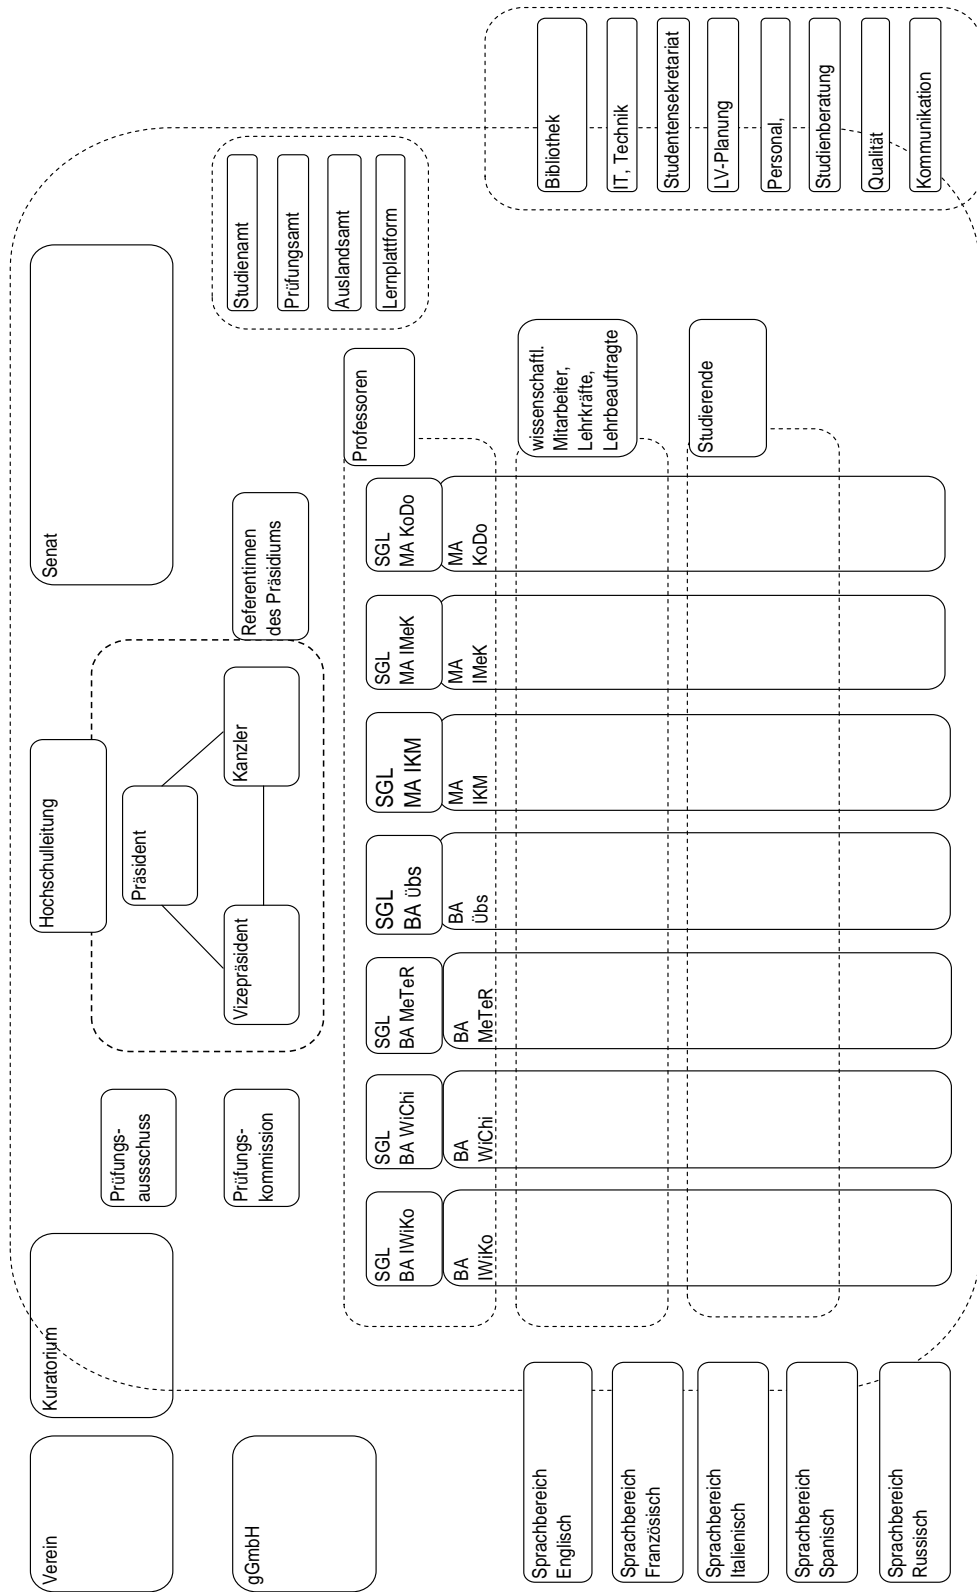 Verein
Kuratorium
Hochschulleitung
Senat
gGmbH
Prüfungs-
aussschuss
Prüfungs-
kommission
Präsident
Vizepräsident
Kanzler
Referentinnen
des Präsidiums
Studienamt
Prüfungsamt
Auslandsamt
Lernplattform
Professoren
SGL
BA IWiKo
SGL
BA WiChi
SGL
BA MeTeR
SGL
BA Übs
SGL
MA IKM
SGL
MA IMeK
SGL
MA KoDo
BA
IWiKo
BA
WiChi
BA
MeTeR
BA
Übs
MA
IKM
MA
IMeK
MA
KoDo
wissenschaftl.
Mitarbeiter,
Lehrkräfte,
Lehrbeauftragte
Studierende
Sprachbereich
Englisch
Sprachbereich
Französisch
Sprachbereich
Italienisch
Sprachbereich
Spanisch
Sprachbereich
Russisch
Bibliothek
IT, Technik
Studentensekretariat
LV-Planung
Personal,
Studienberatung
Qualität
Kommunikation